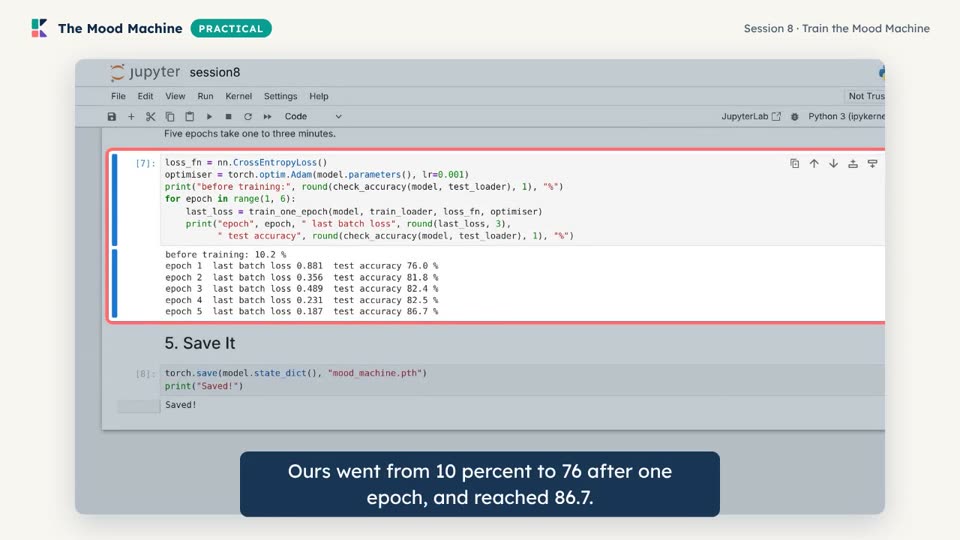 The Mood Machine PRACTICAL
Session 8 · Train the Mood Machine
jupyter session8
File Edit View Run Kernel Settings Help
Not Trus
Code
JupyterLab
Python 3 (ipykerne
Five epochs take one to three minutes.
[7]: loss_fn = nn.CrossEntropyLoss()
optimiser = torch.optim.Adam(model.parameters(), lr=0.001)
print("before training:", round(check_accuracy(model, test_loader), 1), "%")
for epoch in range(1, 6):
    last_loss = train_one_epoch(model, train_loader, loss_fn, optimiser)
    print("epoch", epoch, " last batch loss", round(last_loss, 3),
          " test accuracy", round(check_accuracy(model, test_loader), 1), "%")
before training: 10.2 %
epoch 1  last batch loss 0.881  test accuracy 76.0 %
epoch 2  last batch loss 0.356  test accuracy 81.8 %
epoch 3  last batch loss 0.489  test accuracy 82.4 %
epoch 4  last batch loss 0.231  test accuracy 82.5 %
epoch 5  last batch loss 0.187  test accuracy 86.7 %
5. Save It
[8]: torch.save(model.state_dict(), "mood_machine.pth")
print("Saved!")
Saved!
Ours went from 10 percent to 76 after one
epoch, and reached 86.7.